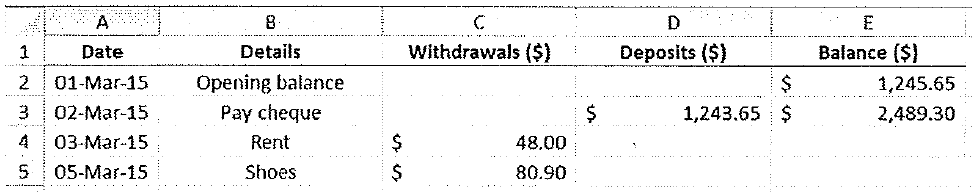 A B C D E
1 Date Details Withdrawals ($) Deposits ($) Balance ($)
2 01-Mar-15 Opening balance $ 1,245.65
3 02-Mar-15 Pay cheque $ 1,243.65 $ 2,489.30
4 03-Mar-15 Rent $ 48.00
5 05-Mar-15 Shoes $ 80.90